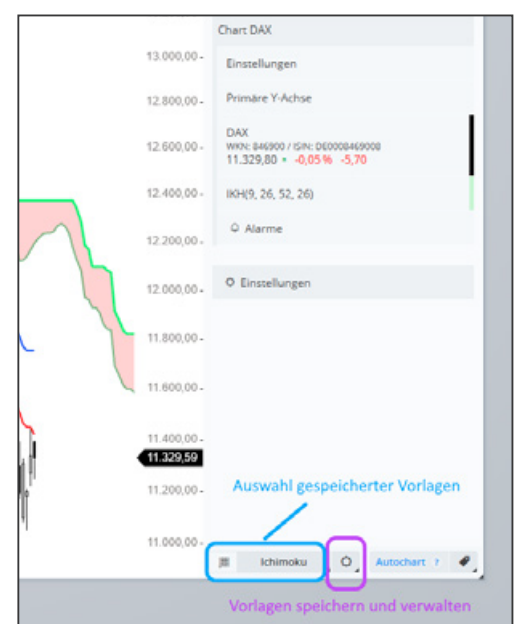 Chart DAX
13.000,00
Einstellungen
12.800,00
Primäre Y-Achse
DAX
12.600,00
WKN: 846900 / ISIN: DE0008469008
11.329,80 -0,05 % -5,70
12.400,00
IKH(9, 26, 52, 26)
Alarme
12.200,00
12.000,00
Einstellungen
11.800,00
11.600,00
11.400,00
11.329,59
11.200,00
Auswahl gespeicherter Vorlagen
11.000,00
Ichimoku
Autochart ?
Vorlagen speichern und verwalten